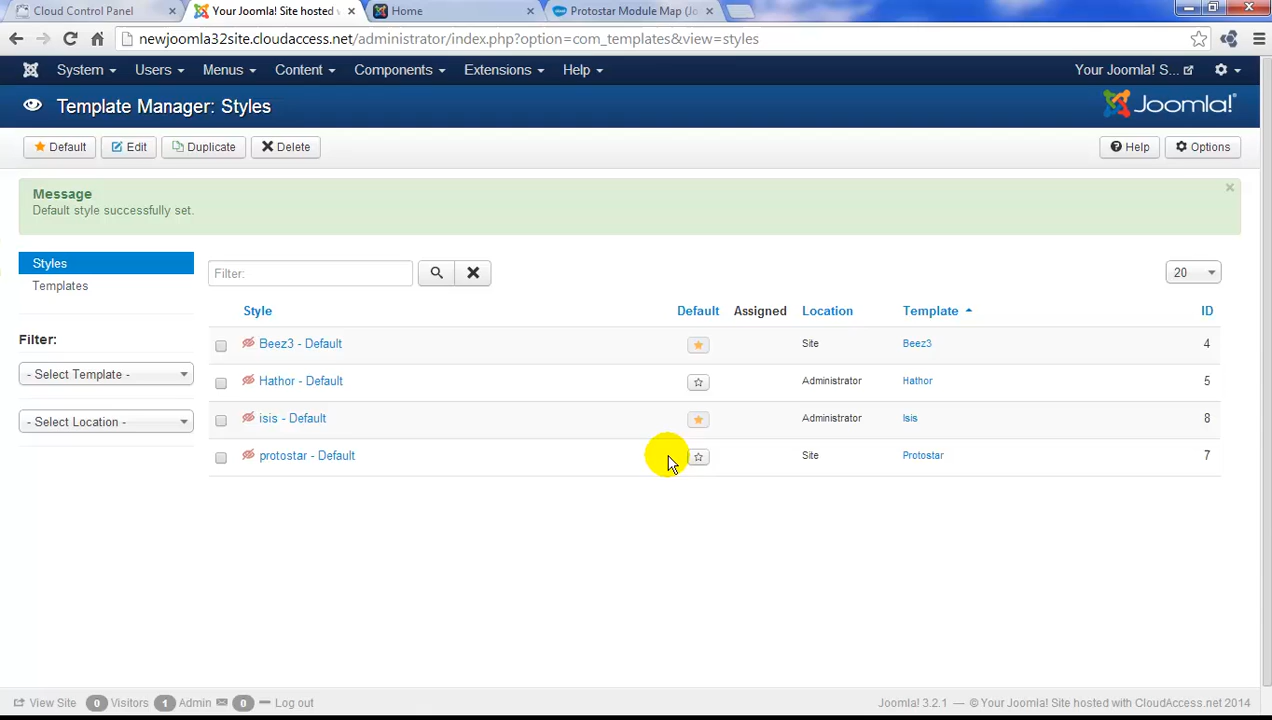 Cloud Control Panel
Your Joomla! Site hosted
Home
Protostar Module Map (Jo
newjoomla32site.cloudaccess.net/administrator/index.php?option=com_templates&view=styles
System Users Menus Content Components Extensions Help Your Joomla! S...
Template Manager: Styles Joomla!®
Default Edit Duplicate Delete Help Options
Message
Default style successfully set.
Styles
Templates
Filter:
- Select Template -
- Select Location -
Filter: 20
Style Default Assigned Location Template ID
Beez3 - Default Site Beez3 4
Hathor - Default Administrator Hathor 5
isis - Default Administrator Isis 8
protostar - Default Site Protostar 7
View Site 0 Visitors 1 Admin 0 Log out Joomla! 3.2.1 — © Your Joomla! Site hosted with CloudAccess.net 2014